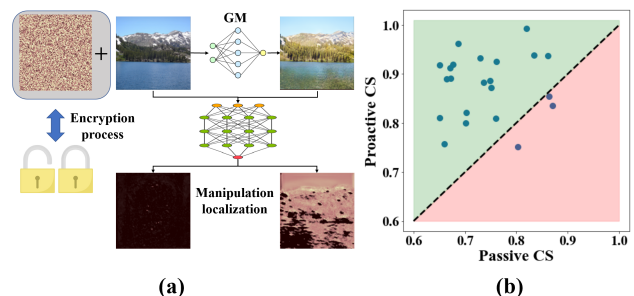 GM
+
Encryption
process
Manipulation
localization
(a)
1.0
0.9
0.8
0.7
0.6
Proactive CS
0.6 0.7 0.8 0.9 1.0
Passive CS
(b)